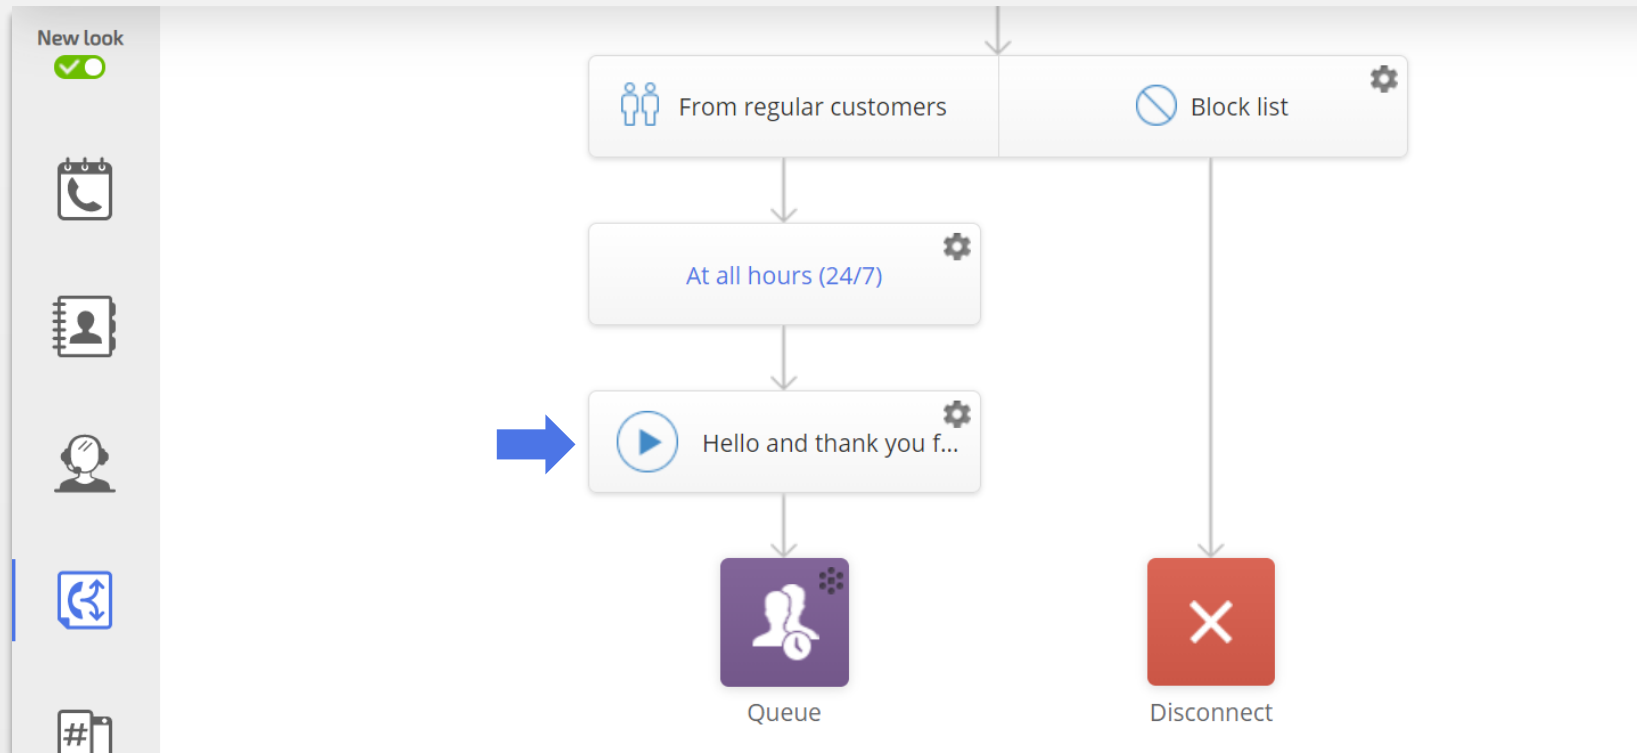 New look
From regular customers
Block list
At all hours (24/7)
Hello and thank you f...
Queue
Disconnect
#